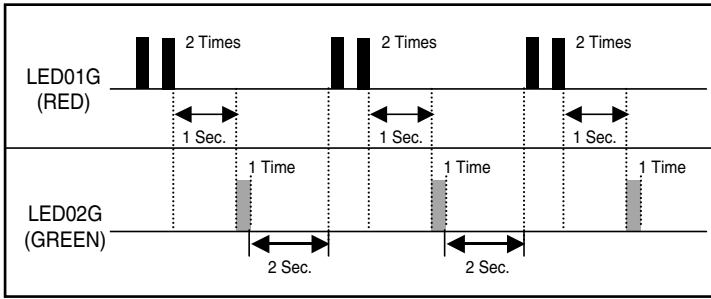 2 Times 2 Times 2 Times
LED01G
(RED)
1 Sec. 1 Sec. 1 Sec.
1 Time 1 Time 1 Time
LED02G
(GREEN)
2 Sec. 2 Sec.